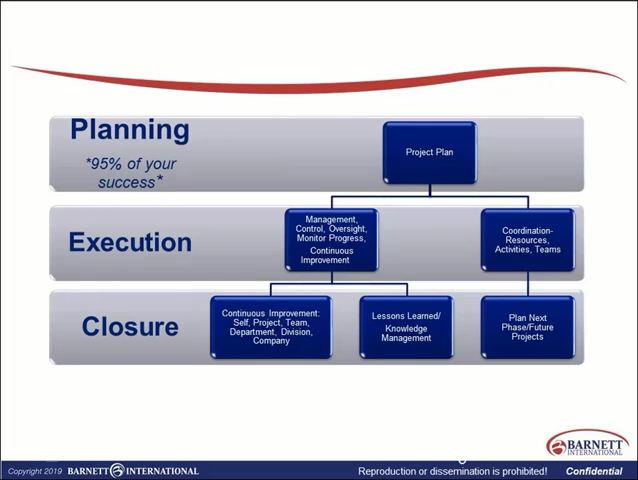 Planning
*95% of your
success*
Project Plan
Execution
Management,
Control, Oversight,
Monitor Progress,
Continuous
Improvement
Coordination-
Resources,
Activities, Teams
Closure
Continuous Improvement:
Self, Project, Team,
Department, Division,
Company
Lessons Learned/
Knowledge
Management
Plan Next
Phase/Future
Projects
BARNETT
INTERNATIONAL
Copyright 2019 BARNETT INTERNATIONAL
Reproduction or dissemination is prohibited! Confidential